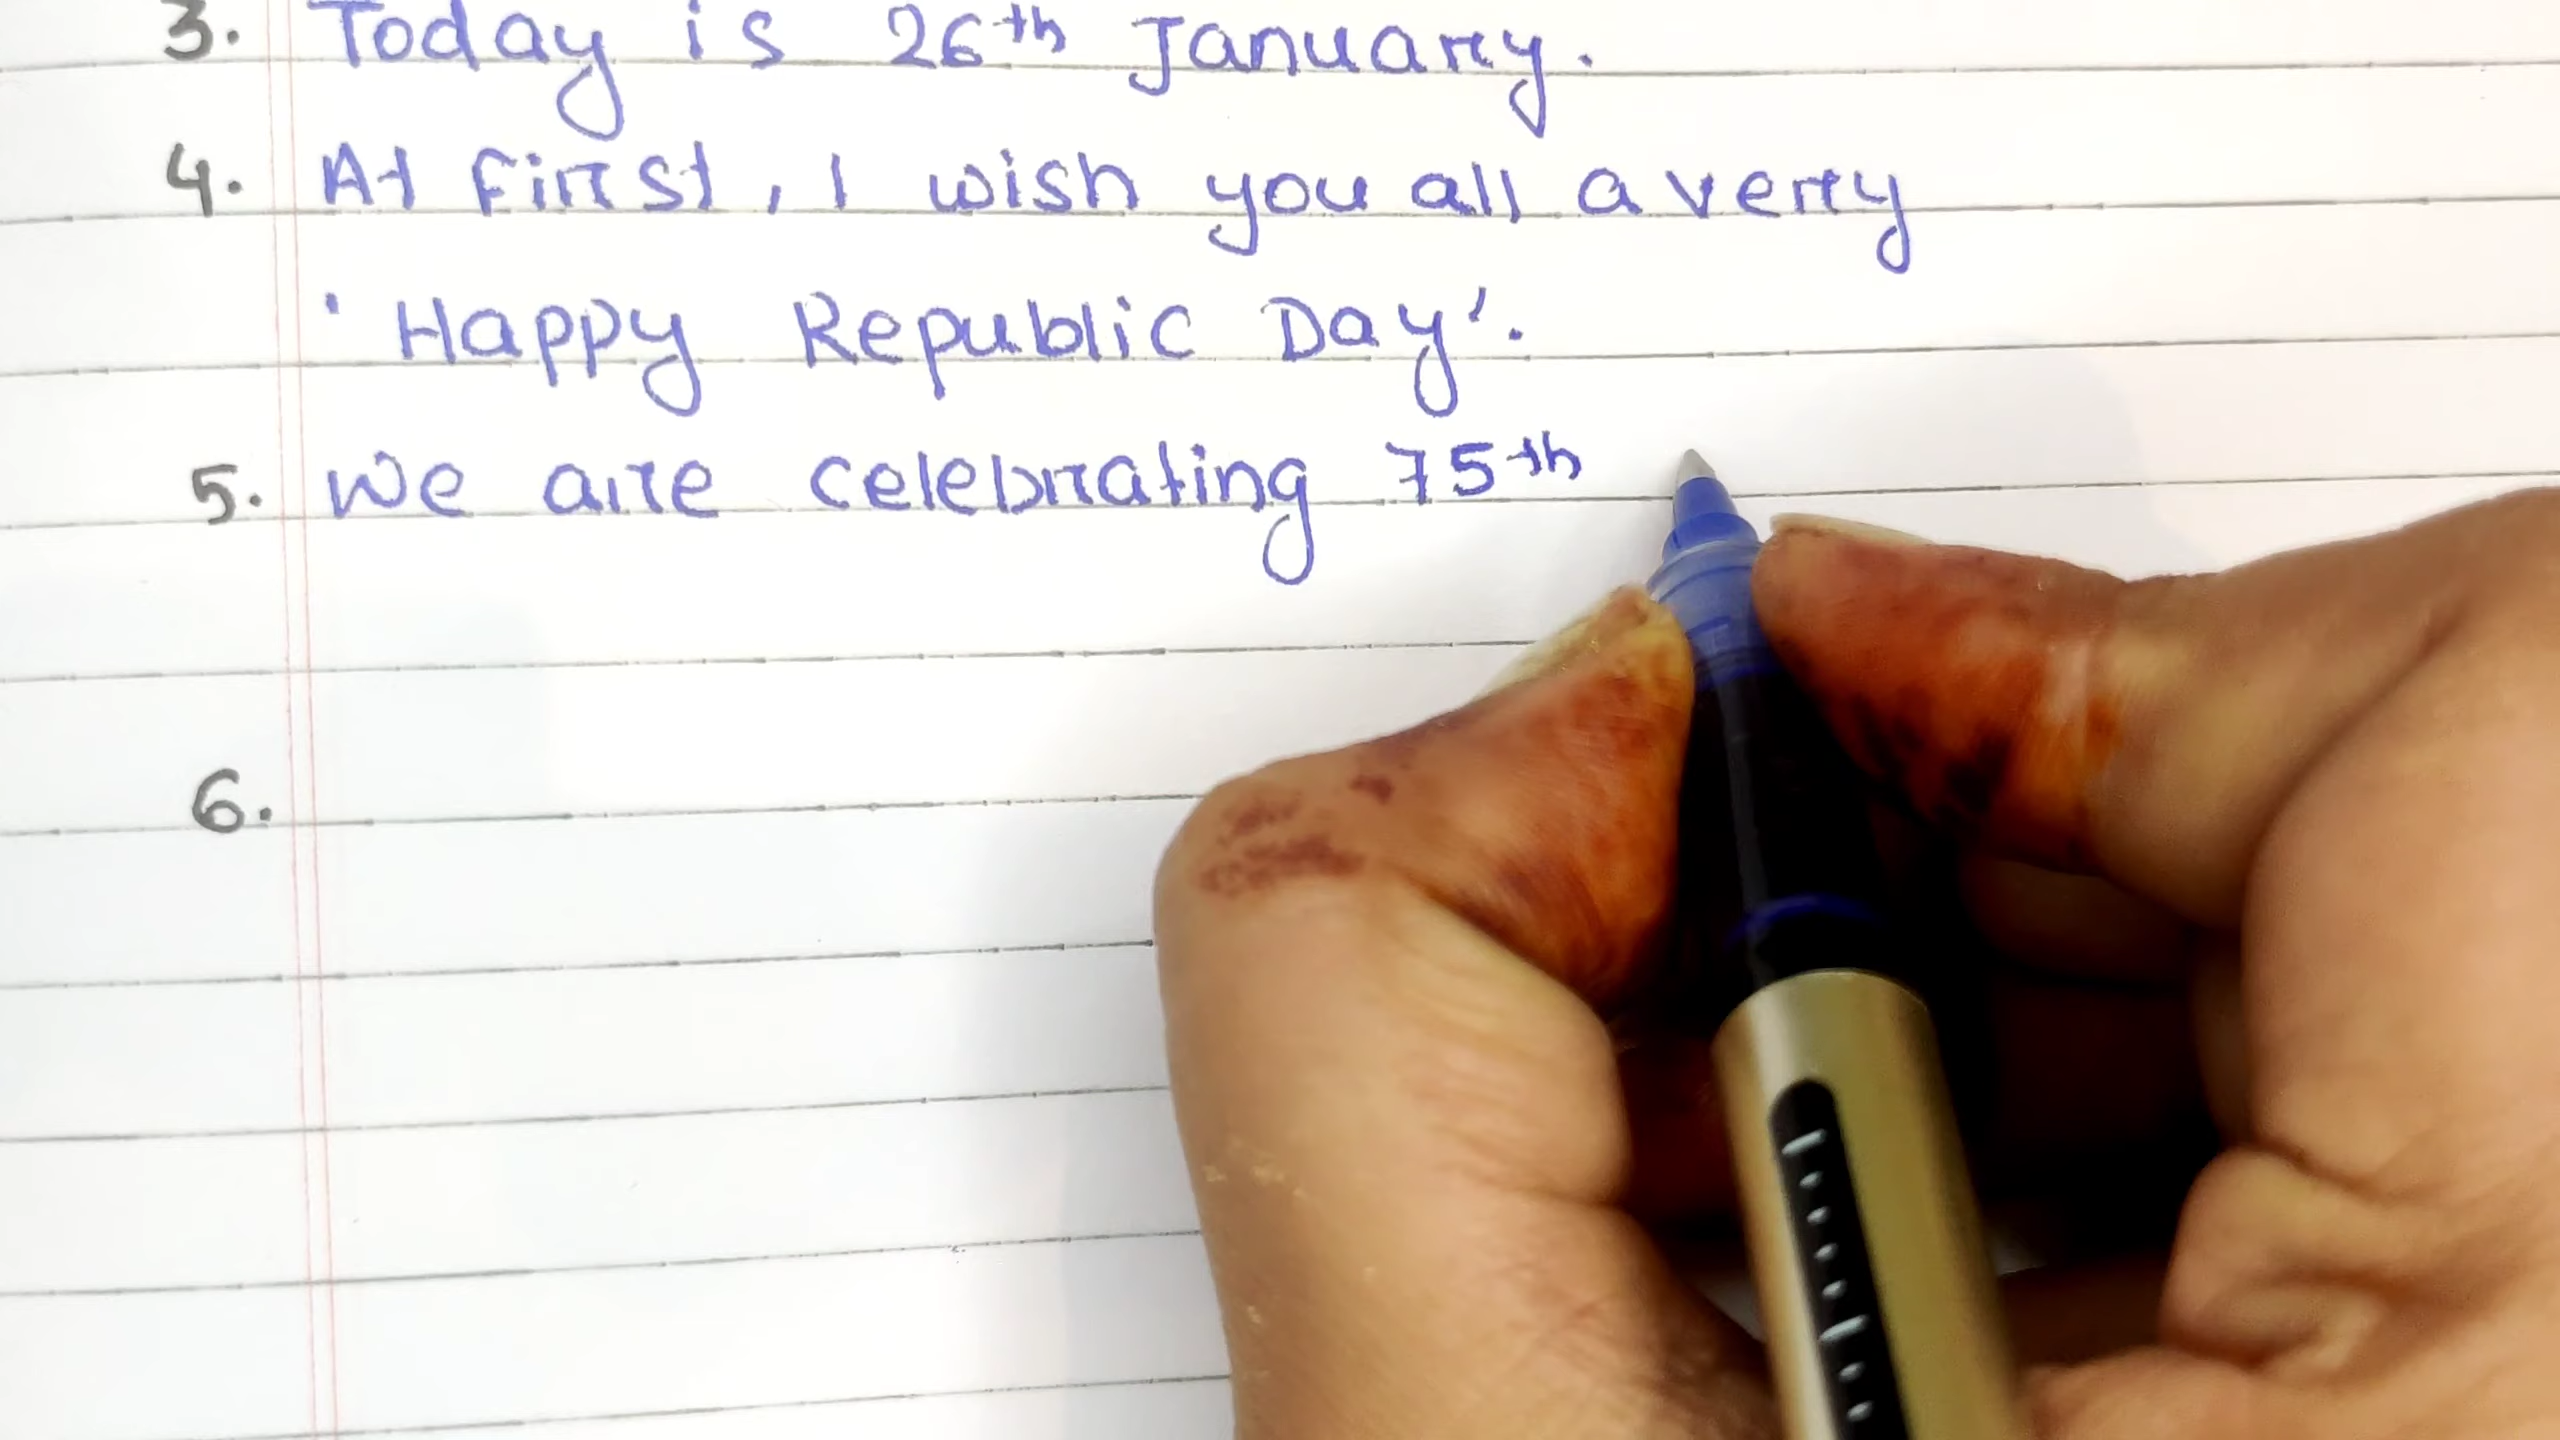 3. Today is 26th January.
4. At first, I wish you all a very
'Happy Republic Day'.
5. We are celebrating 75th
6.